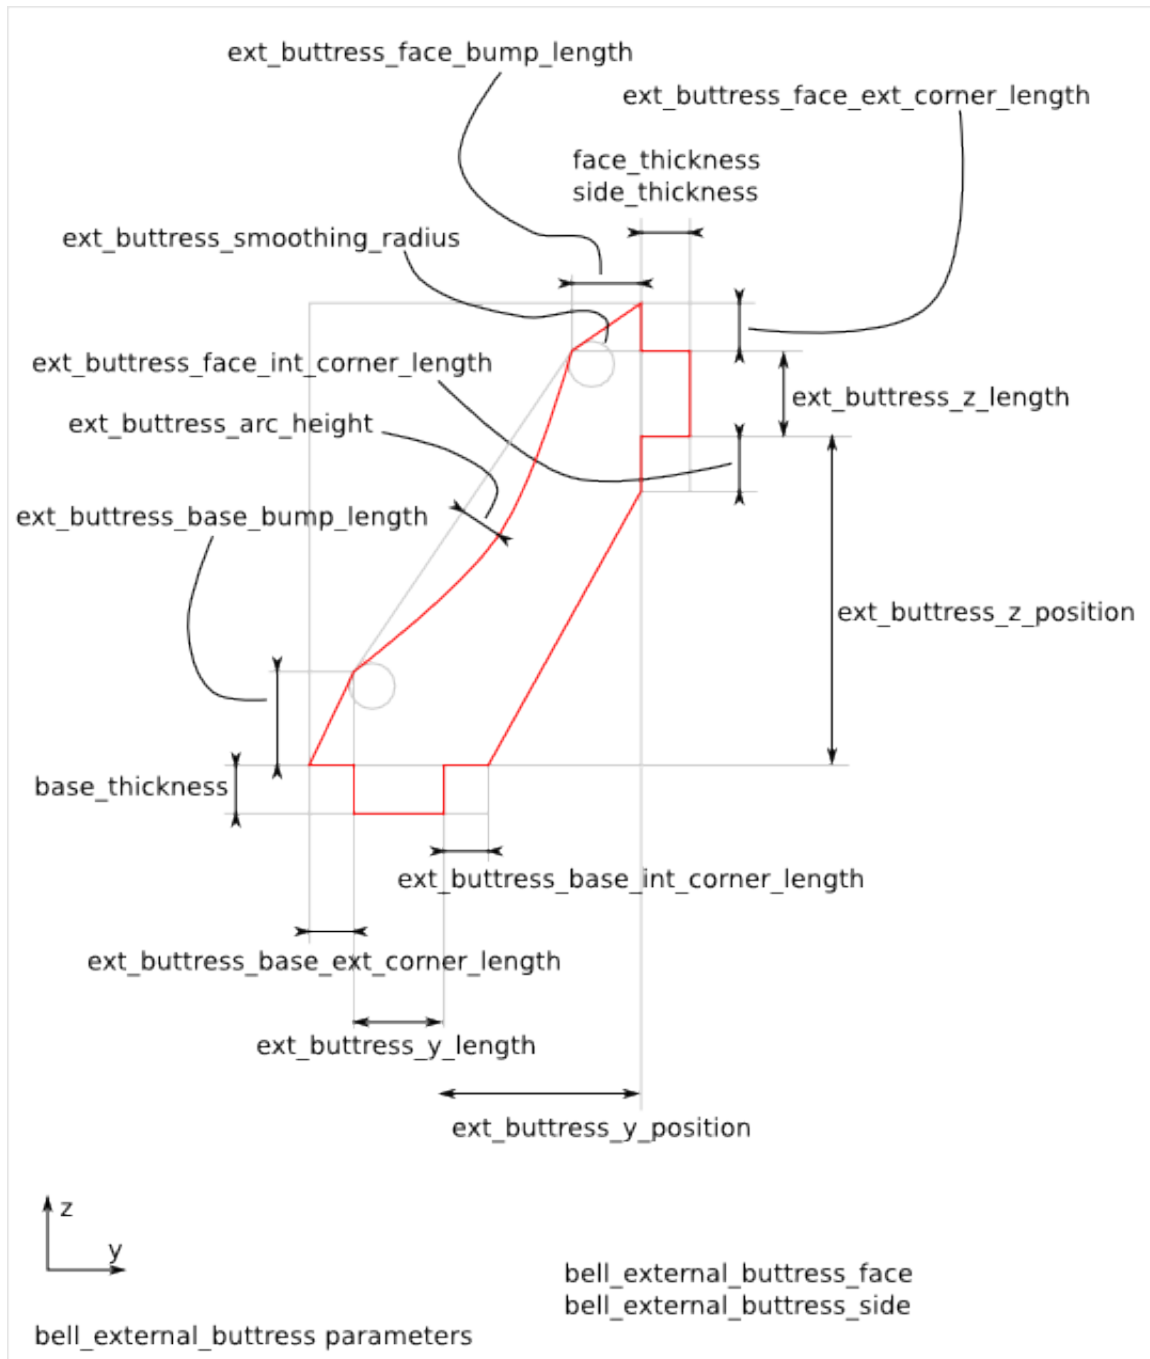 ext_buttress_face_bump_length
ext_buttress_face_ext_corner_length
face_thickness
side_thickness
ext_buttress_smoothing_radius
ext_buttress_face_int_corner_length
ext_buttress_z_length
ext_buttress_arc_height
ext_buttress_base_bump_length
ext_buttress_z_position
base_thickness
ext_buttress_base_int_corner_length
ext_buttress_base_ext_corner_length
ext_buttress_y_length
ext_buttress_y_position
z
y
bell_external_buttress_face
bell_external_buttress_side
bell_external_buttress parameters